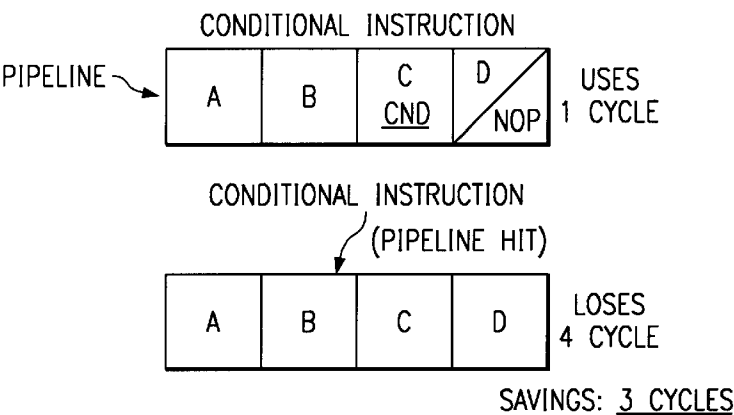 CONDITIONAL INSTRUCTION
PIPELINE
A
B
C
CND
D
NOP
USES
1 CYCLE
CONDITIONAL INSTRUCTION
(PIPELINE HIT)
A
B
C
D
LOSES
4 CYCLE
SAVINGS: 3 CYCLES